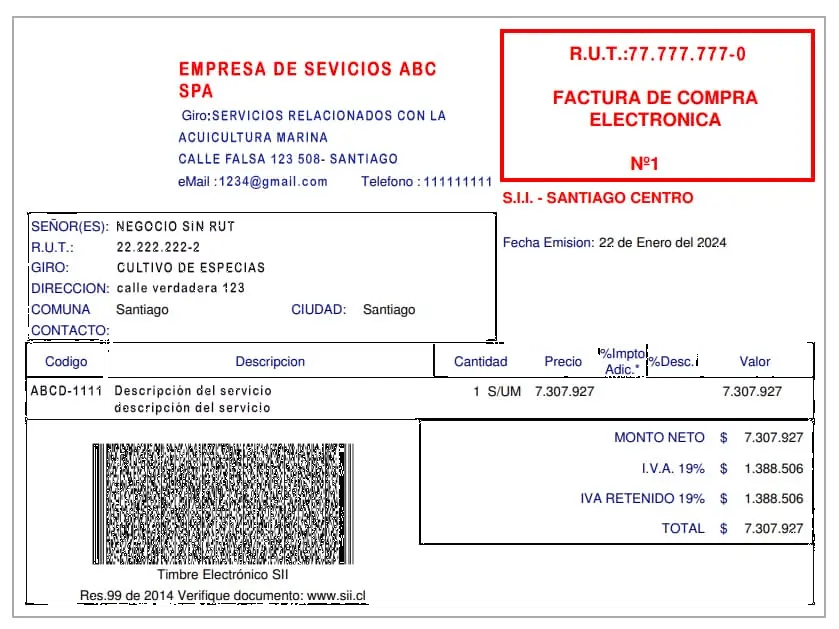 EMPRESA DE SEVICIOS ABC
SPA
Giro:SERVICIOS RELACIONADOS CON LA
ACUICULTURA MARINA
CALLE FALSA 123 508- SANTIAGO
eMail :1234@gmail.com Telefono : 111111111
R.U.T.:77.777.777-0
FACTURA DE COMPRA
ELECTRONICA
Nº1
S.I.I. - SANTIAGO CENTRO
Fecha Emision: 22 de Enero del 2024
SEÑOR(ES): NEGOCIO SIN RUT
R.U.T.: 22.222.222-2
GIRO: CULTIVO DE ESPECIAS
DIRECCION: calle verdadera 123
COMUNA Santiago CIUDAD: Santiago
CONTACTO:
Codigo Descripcion Cantidad Precio %Impto Adic.* %Desc. Valor
ABCD-1111 Descripción del servicio 1 S/UM 7.307.927 7.307.927
descripción del servicio
MONTO NETO $ 7.307.927
I.V.A. 19% $ 1.388.506
IVA RETENIDO 19% $ 1.388.506
TOTAL $ 7.307.927
Timbre Electrónico SII
Res.99 de 2014 Verifique documento: www.sii.cl